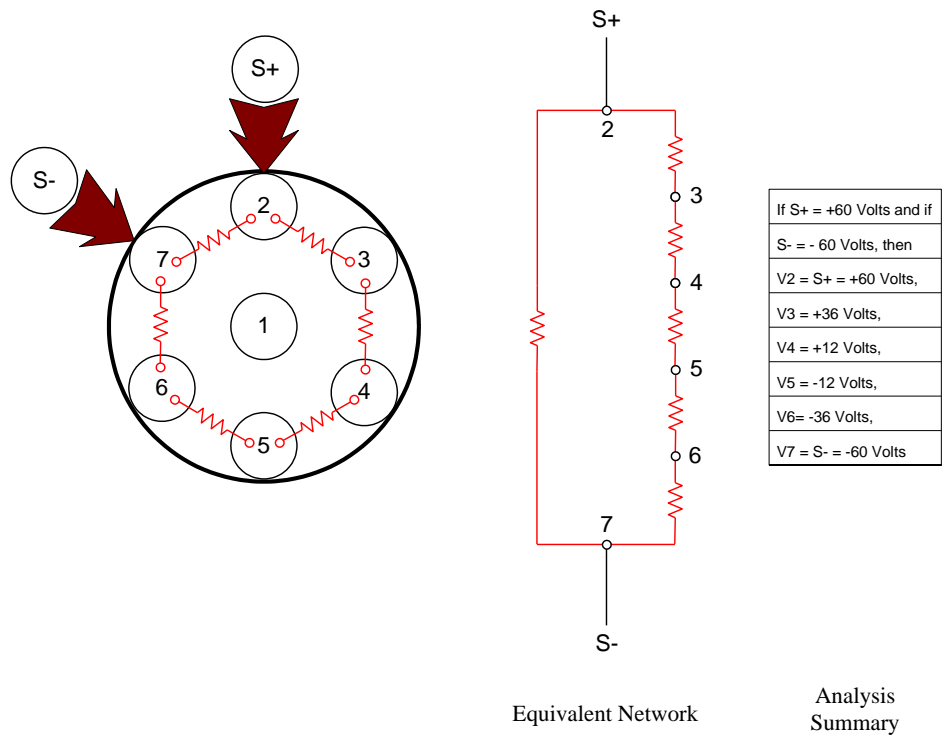 S+
S-
2
7
3
1
6
4
5
S+
2
3
4
5
6
7
S-
If S+ = +60 Volts and if
S- = - 60 Volts, then
V2 = S+ = +60 Volts,
V3 = +36 Volts,
V4 = +12 Volts,
V5 = -12 Volts,
V6= -36 Volts,
V7 = S- = -60 Volts
Equivalent Network
Analysis
Summary